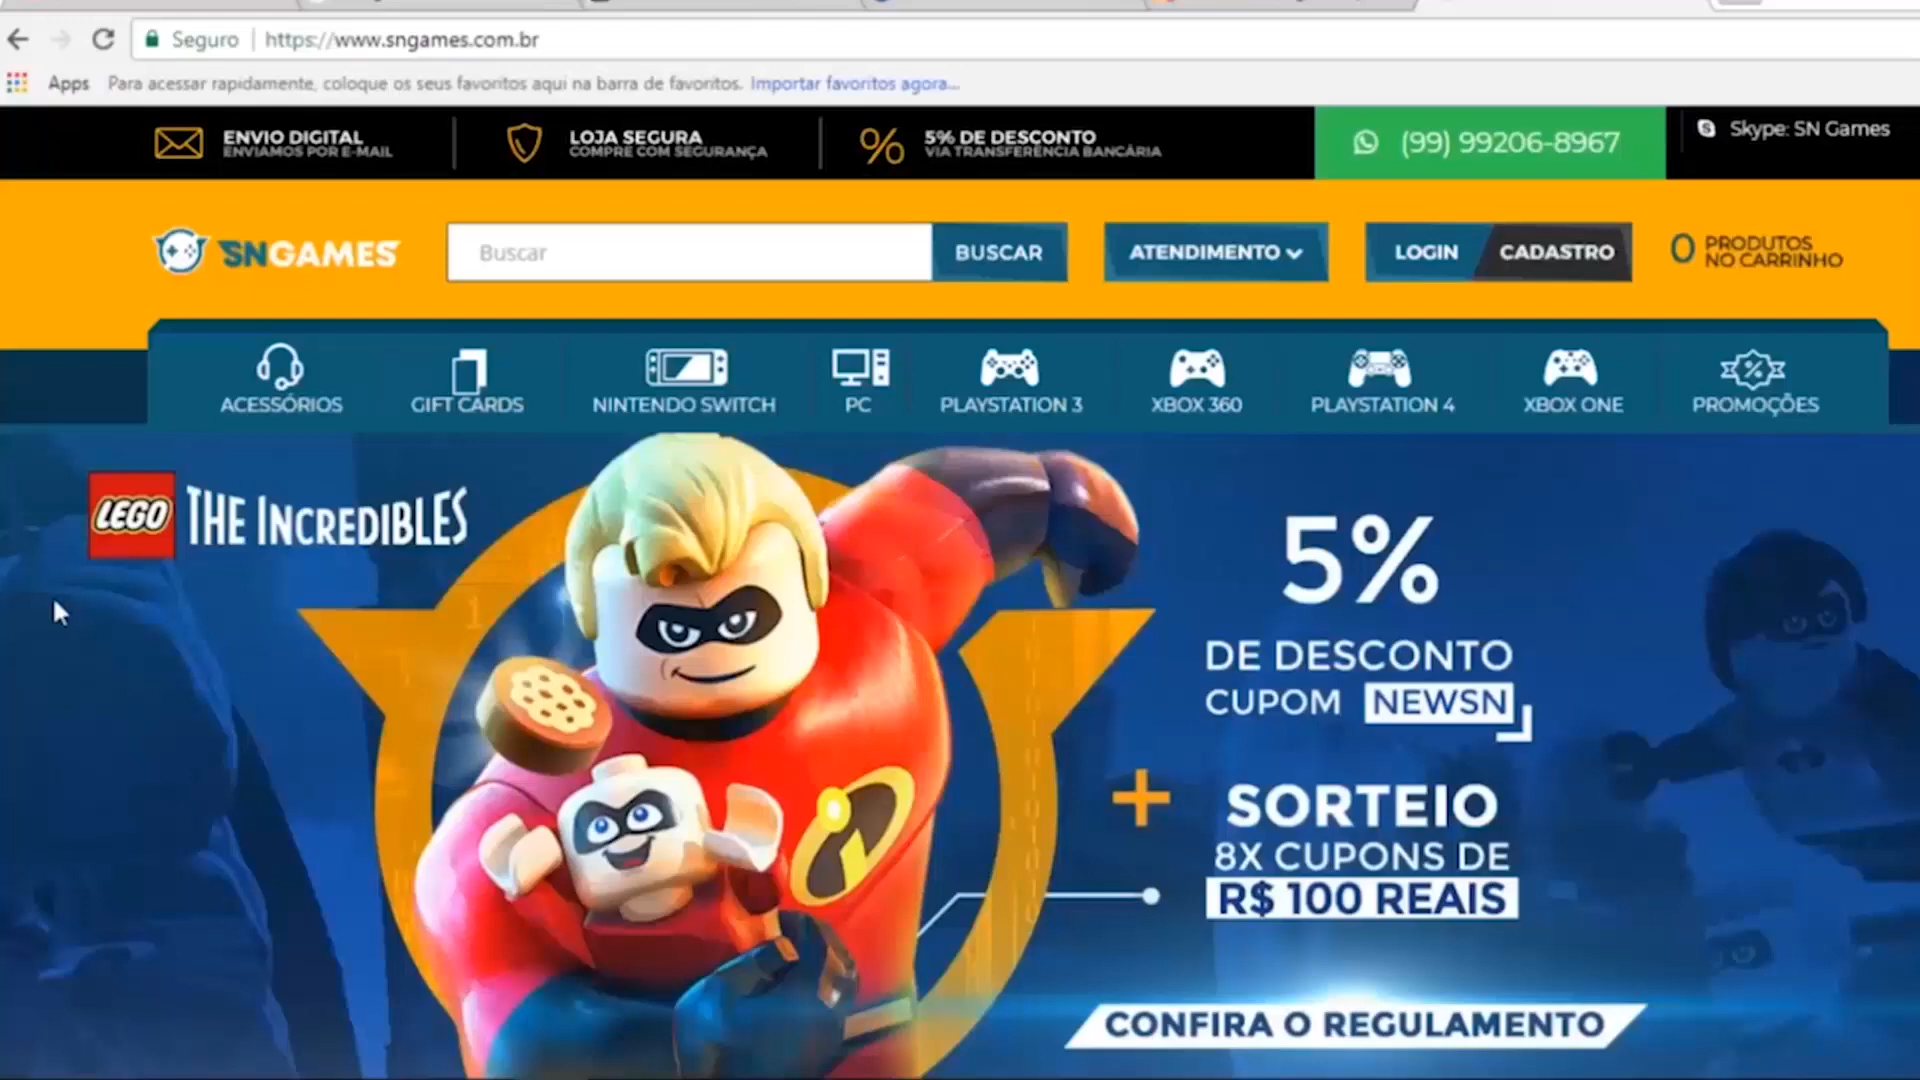 Seguro | https://www.sngames.com.br
Apps Para acessar rapidamente, coloque os seus favoritos aqui na barra de favoritos. Importar favoritos agora...
ENVIO DIGITAL
ENVIAMOS POR E-MAIL
LOJA SEGURA
COMPRE COM SEGURANÇA
5% DE DESCONTO
VIA TRANSFERÊNCIA BANCÁRIA
(99) 99206-8967
Skype: SN Games
SNGAMES
Buscar
BUSCAR
ATENDIMENTO
LOGIN
CADASTRO
0 PRODUTOS
NO CARRINHO
ACESSÓRIOS
GIFT CARDS
NINTENDO SWITCH
PC
PLAYSTATION 3
XBOX 360
PLAYSTATION 4
XBOX ONE
PROMOÇÕES
LEGO THE INCREDIBLES
5%
DE DESCONTO
CUPOM NEWSN
+ SORTEIO
8X CUPONS DE
R$ 100 REAIS
CONFIRA O REGULAMENTO